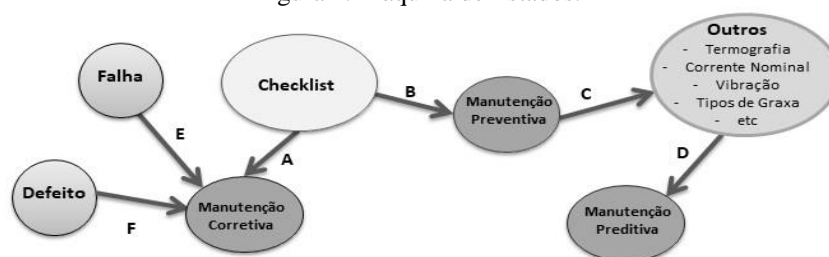 Outros
- Termografia
- Corrente Nominal
- Vibração
- Tipos de Graxa
- etc
Falha
Checklist
B
Manutenção
Preventiva
C
E
A
D
Defeito
F
Manutenção
Corretiva
Manutenção
Preditiva